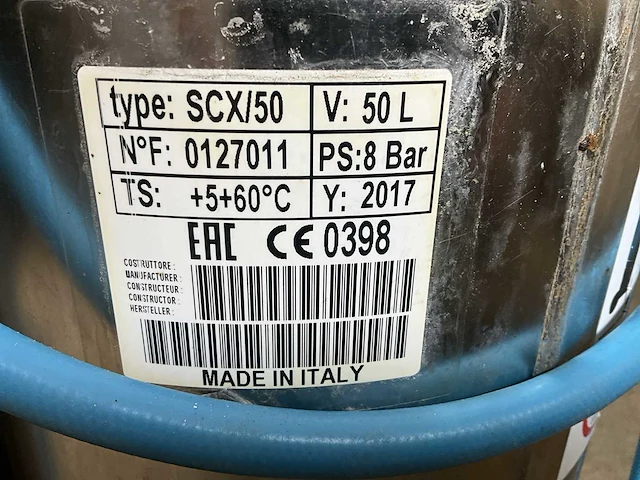 type: SCX/50 V: 50 L
N°F: 0127011 PS:8 Bar
TS: +5+60°C Y: 2017
EAC CE 0398
COSTRUTTORE :
MANUFACTURER :
CONSTRUCTEUR :
CONSTRUCTOR :
HERSTELLER :
MADE IN ITALY